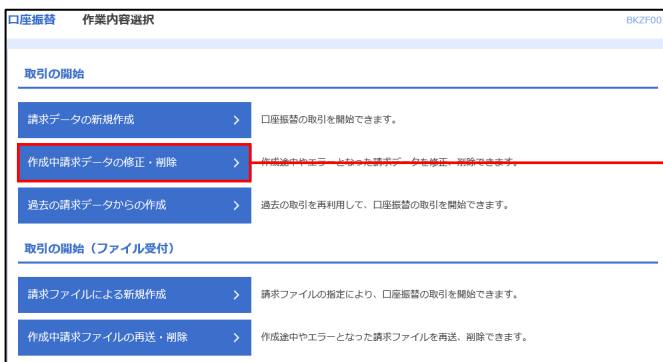 口座振替 作業内容選択 BKZF00
取引の開始
請求データの新規作成 口座振替の取引を開始できます。
作成中請求データの修正・削除 作成途中やエラーとなった請求データを修正、削除できます。
過去の請求データからの作成 過去の取引を再利用して、口座振替の取引を開始できます。
取引の開始（ファイル受付）
請求ファイルによる新規作成 請求ファイルの指定により、口座振替の取引を開始できます。
作成中請求ファイルの再送・削除 作成途中やエラーとなった請求ファイルを再送、削除できます。